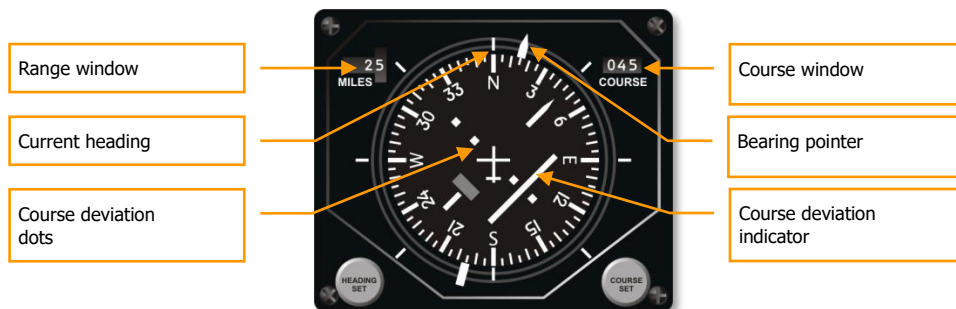 Range window
Current heading
Course deviation
dots
25
MILES
045
COURSE
N
3
6
E
12
15
S
21
24
W
30
33
HEADING
SET
COURSE
SET
Course window
Bearing pointer
Course deviation
indicator